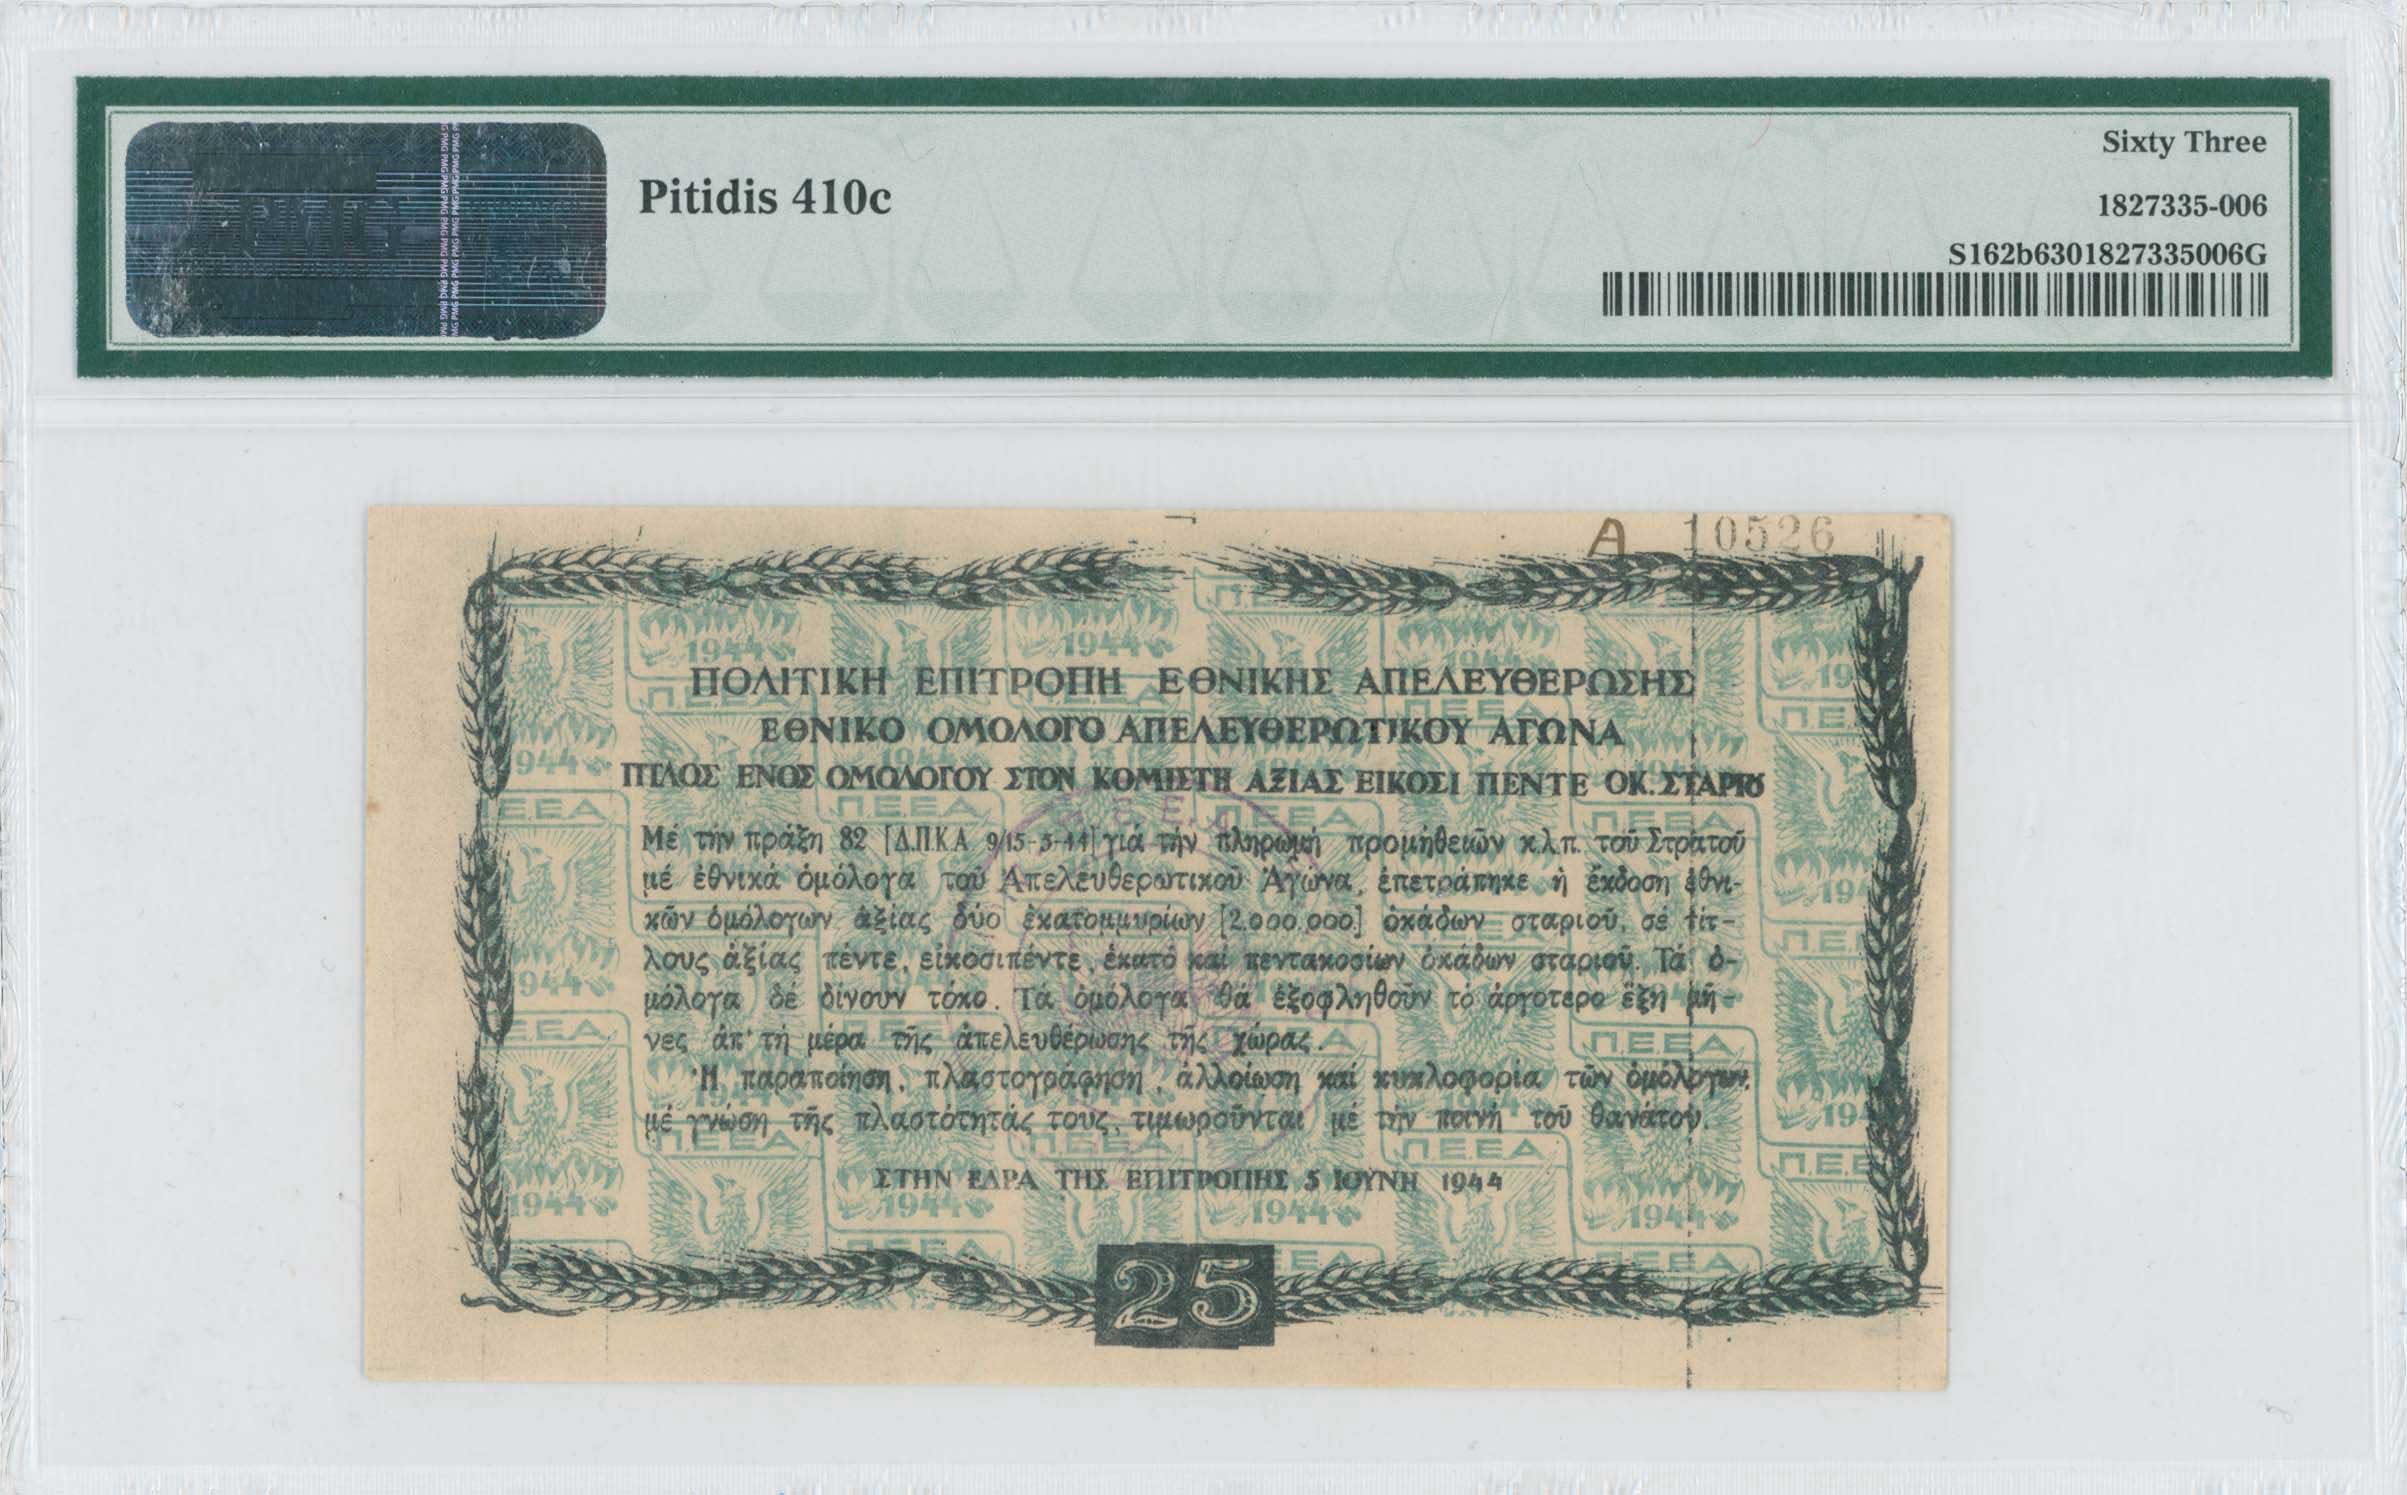 Sixty Three
Pitidis 410c
1827335-006
S162b6301827335006G
A 10526
ΠΟΛΙΤΙΚΗ ΕΠΙΤΡΟΠΗ ΕΘΝΙΚΗΣ ΑΠΕΛΕΥΘΕΡΩΣΗΣ
ΕΘΝΙΚΟ ΟΜΟΛΟΓΟ ΑΠΕΛΕΥΘΕΡΩΤΙΚΟΥ ΑΓΩΝΑ
ΤΙΤΛΟΣ ΕΝΟΣ ΟΜΟΛΟΓΟΥ ΣΤΟΝ ΚΟΜΙΣΤΗ ΑΞΙΑΣ ΕΙΚΟΣΙ ΠΕΝΤΕ ΟΚ. ΣΤΑΡΙΟΥ
Μέ τήν πράξη 82 [Δ.Π.Κ.Α 9/15-5-44] γιά τήν πληρωμή προμηθειῶν κ.λ.π. τοῦ Στρατοῦ
μέ ἐθνικά ὁμόλογα τοῦ Ἀπελευθερωτικοῦ Ἀγώνα, ἐπετράπηκε ἡ ἔκδοση ἐθνι-
κῶν ὁμόλογων ἀξίας δύο ἑκατομμυρίων [2.000.000] ὀκάδων σταριοῦ, σέ τίτ-
λους ἀξίας πέντε, εἰκοσιπέντε, ἑκατό καί πεντακοσίων ὀκάδων σταριοῦ. Τά ὁ-
μόλογα δέ δίνουν τόκο. Τά ὁμόλογα θά ἐξοφληθοῦν τό ἀργότερο ἕξη μῆ-
νες ἀπ' τή μέρα τῆς ἀπελευθέρωσης τῆς χώρας.
Ἡ παραποίηση, πλαστογράφηση, ἀλλοίωση καί κυκλοφορία τῶν ὁμόλογων,
μέ γνώση τῆς πλαστότητάς τους, τιμωροῦνται μέ τήν ποινή τοῦ θανάτου.
ΣΤΗΝ ΕΔΡΑ ΤΗΣ ΕΠΙΤΡΟΠΗΣ 5 ΙΟΥΝΗ 1944
25